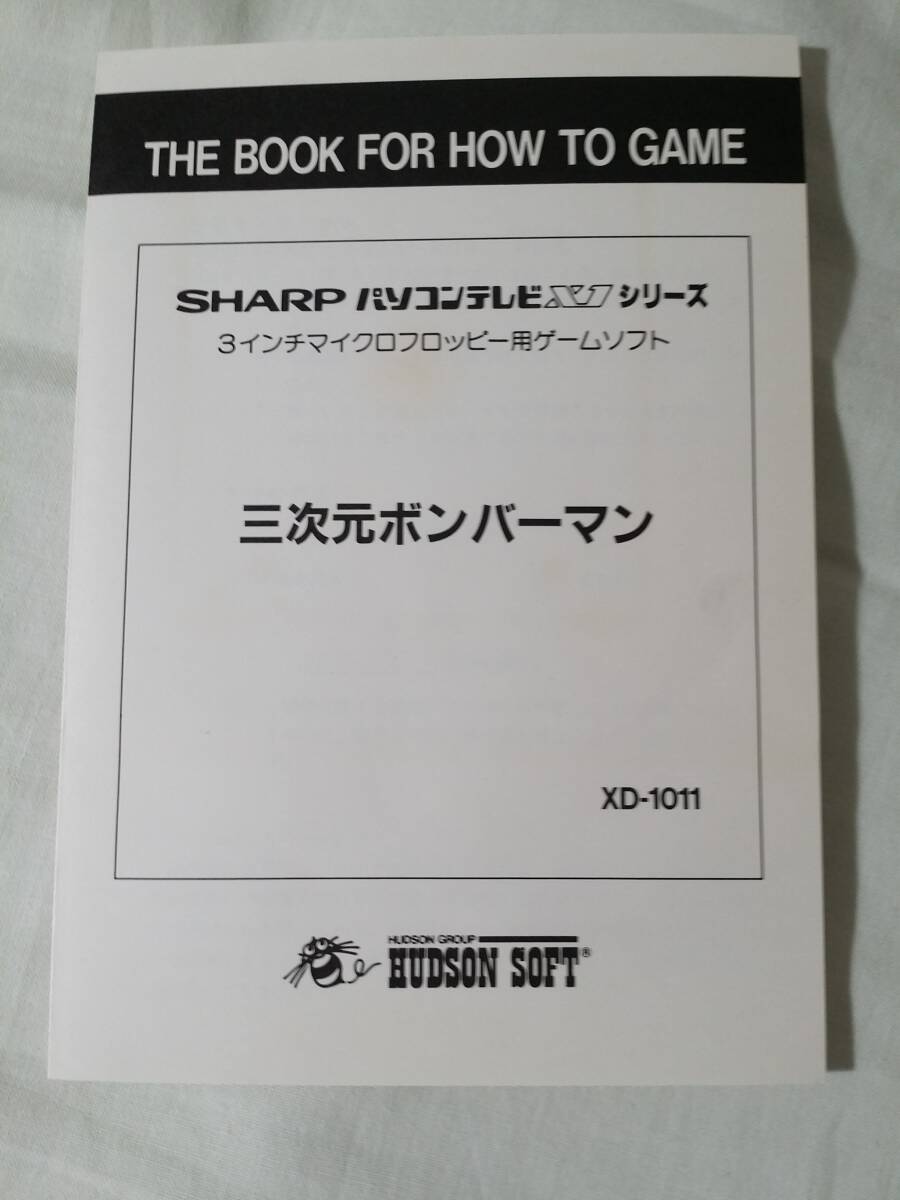 THE BOOK FOR HOW TO GAME
SHARP パソコンテレビX1シリーズ
3インチマイクロフロッピー用ゲームソフト
三次元ボンバーマン
XD-1011
HUDSON GROUP
HUDSON SOFT®